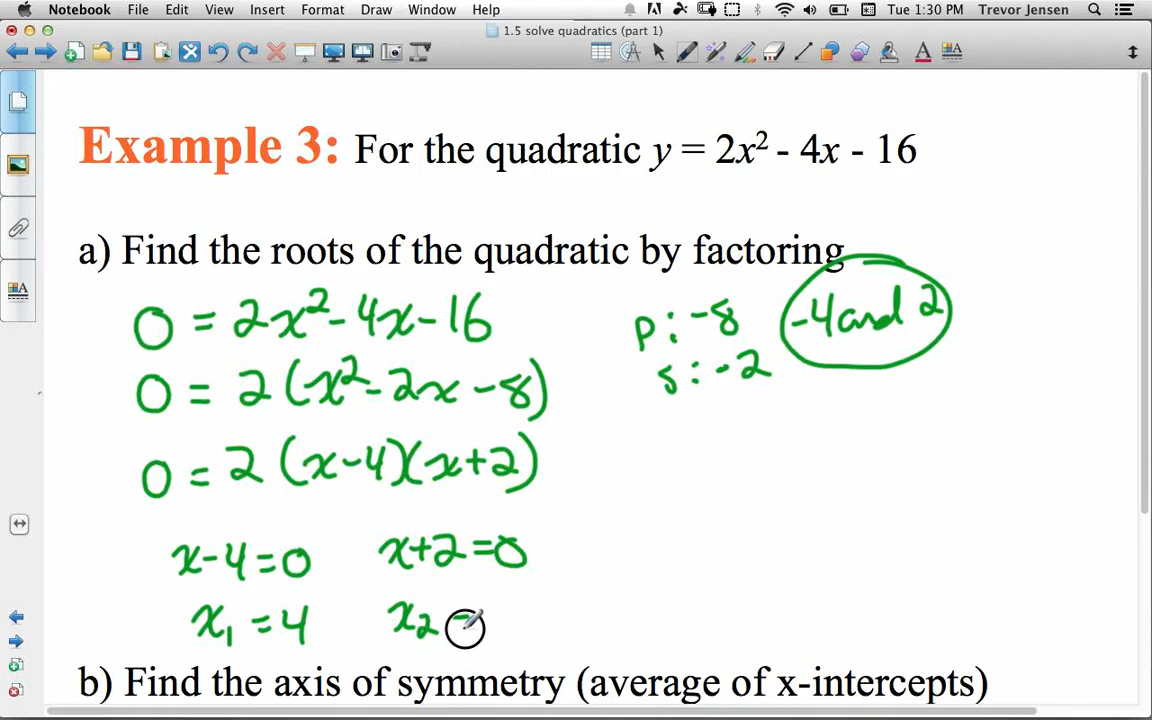 Notebook File Edit View Insert Format Draw Window Help Tue 1:30 PM Trevor Jensen
1.5 solve quadratics (part 1)
Example 3: For the quadratic y = 2x² - 4x - 16
a) Find the roots of the quadratic by factoring
0 = 2x² - 4x - 16
p: -8 -4 and 2
s: -2
0 = 2(x² - 2x - 8)
0 = 2(x-4)(x+2)
x-4=0 x+2=0
x₁ = 4 x₂ =
b) Find the axis of symmetry (average of x-intercepts)